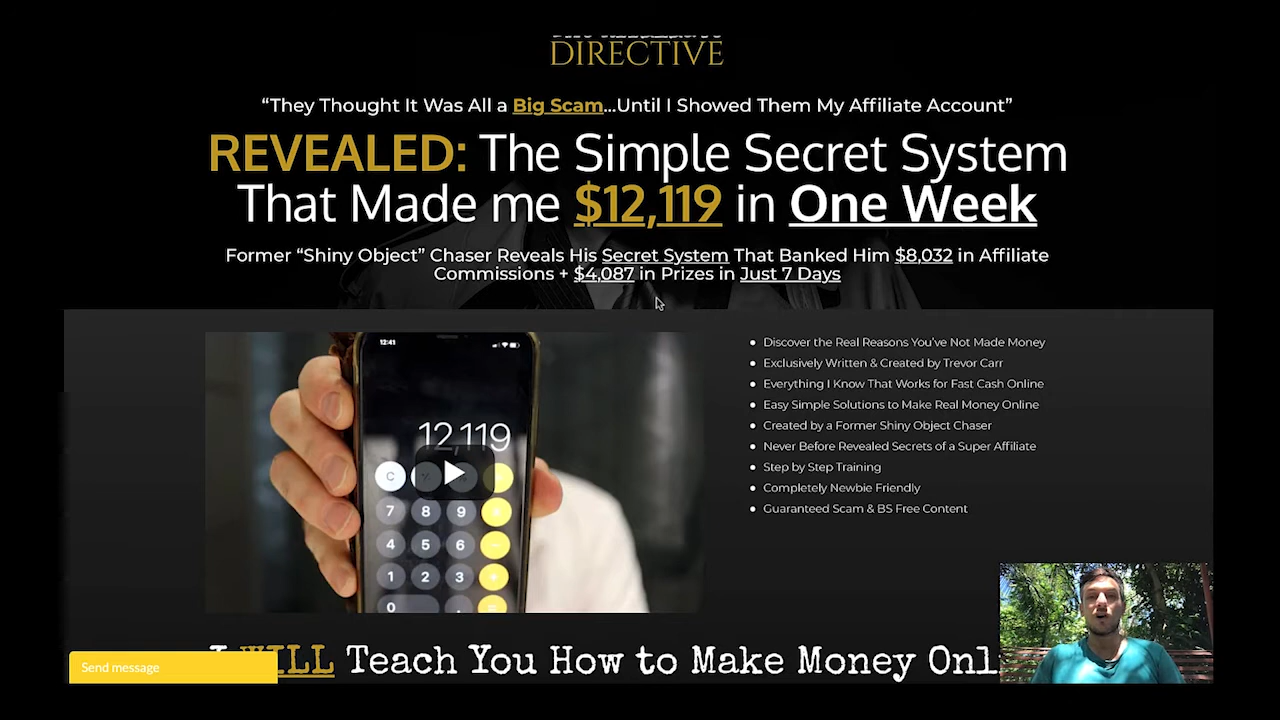 DIRECTIVE
“They Thought It Was All a Big Scam...Until I Showed Them My Affiliate Account”
REVEALED: The Simple Secret System
That Made me $12,119 in One Week
Former “Shiny Object” Chaser Reveals His Secret System That Banked Him $8,032 in Affiliate
Commissions + $4,087 in Prizes in Just 7 Days
12:41
12,119
C
7 8 9
4 5 6
1 2 3
0
Discover the Real Reasons You’ve Not Made Money
Exclusively Written & Created by Trevor Carr
Everything I Know That Works for Fast Cash Online
Easy Simple Solutions to Make Real Money Online
Created by a Former Shiny Object Chaser
Never Before Revealed Secrets of a Super Affiliate
Step by Step Training
Completely Newbie Friendly
Guaranteed Scam & BS Free Content
Teach You How to Make Money
Send message